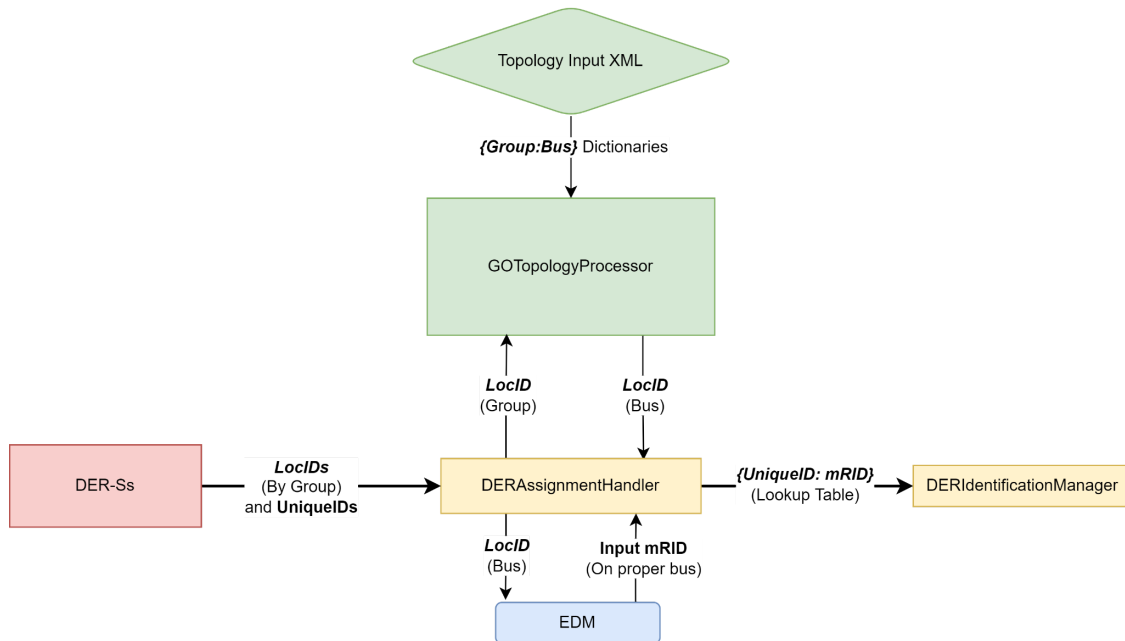 Topology Input XML
{Group:Bus} Dictionaries
GOTopologyProcessor
LocID
(Group)
LocID
(Bus)
DER-Ss
LocIDs
(By Group)
and UniqueIDs
DERAssignmentHandler
{UniqueID: mRID}
(Lookup Table)
DERIdentificationManager
LocID
(Bus)
Input mRID
(On proper bus)
EDM